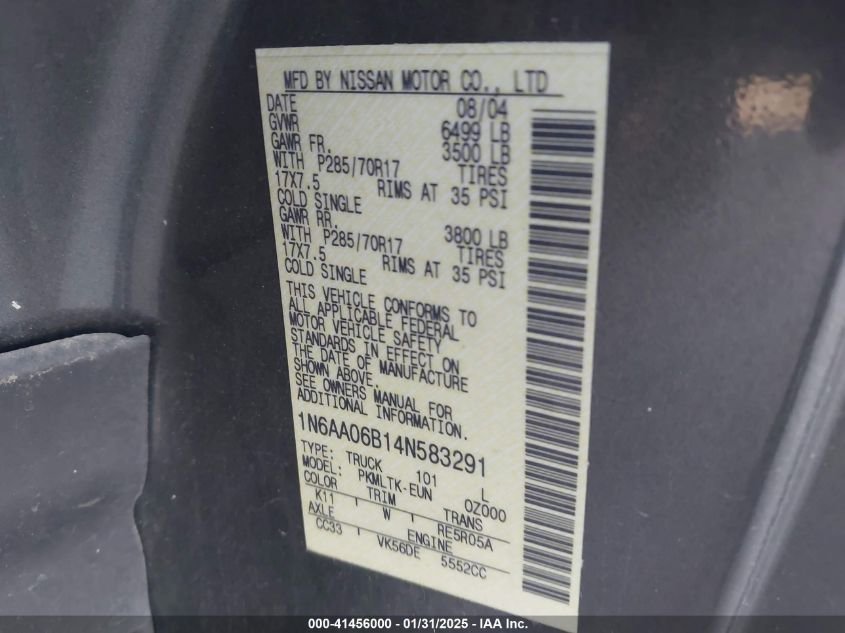 MFD BY NISSAN MOTOR CO., LTD
DATE 08/04
GVWR 6499 LB
GAWR FR. 3500 LB
WITH P285/70R17 TIRES
17X7.5 RIMS AT 35 PSI
COLD SINGLE
GAWR RR. 3800 LB
WITH P285/70R17 TIRES
17X7.5 RIMS AT 35 PSI
COLD SINGLE
THIS VEHICLE CONFORMS TO
ALL APPLICABLE FEDERAL
MOTOR VEHICLE SAFETY
STANDARDS IN EFFECT ON
THE DATE OF MANUFACTURE
SHOWN ABOVE.
SEE OWNERS MANUAL FOR
ADDITIONAL INFORMATION.
1N6AA06B14N583291
TYPE: TRUCK 101 L
MODEL: PKMLTK-EUN 0Z000
COLOR TRIM TRANS
K11 W RE5R05A
AXLE ENGINE
CC33 VK56DE 5552CC
000-41456000 - 01/31/2025 - IAA Inc.